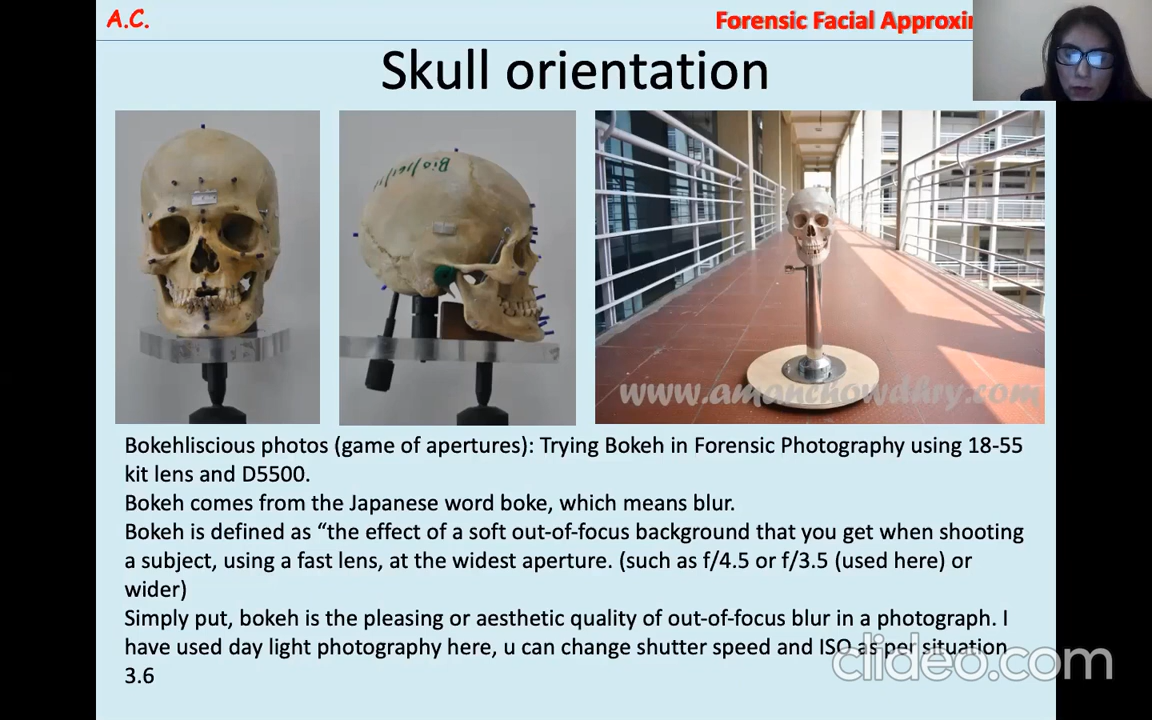 A.C.
Forensic Facial Approxi
Skull orientation
www.amanchowdhry.com
Bokehliscious photos (game of apertures): Trying Bokeh in Forensic Photography using 18-55
kit lens and D5500.
Bokeh comes from the Japanese word boke, which means blur.
Bokeh is defined as “the effect of a soft out-of-focus background that you get when shooting
a subject, using a fast lens, at the widest aperture. (such as f/4.5 or f/3.5 (used here) or
wider)
Simply put, bokeh is the pleasing or aesthetic quality of out-of-focus blur in a photograph. I
have used day light photography here, u can change shutter speed and ISO as per situation
3.6
clideo.com